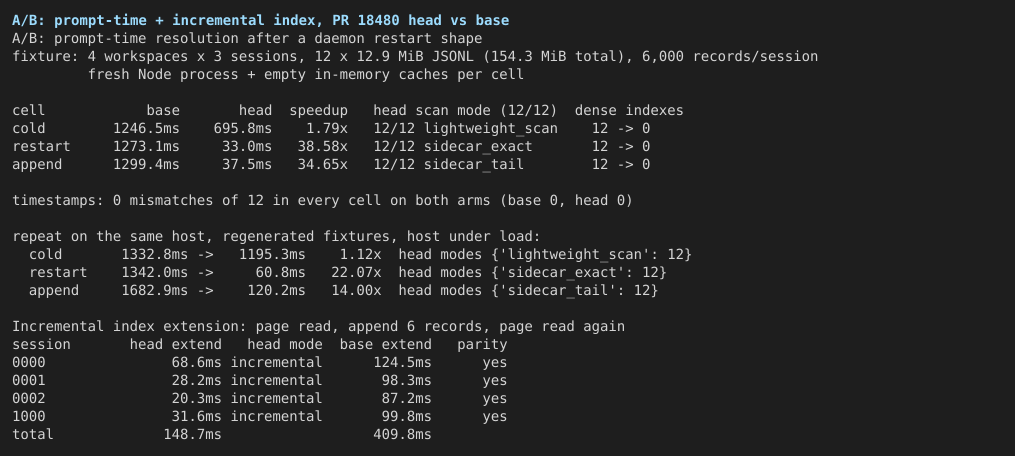 A/B: prompt-time + incremental index, PR 18480 head vs base
A/B: prompt-time resolution after a daemon restart shape
fixture: 4 workspaces x 3 sessions, 12 x 12.9 MiB JSONL (154.3 MiB total), 6,000 records/session
         fresh Node process + empty in-memory caches per cell

cell            base       head  speedup   head scan mode (12/12)  dense indexes
cold        1246.5ms    695.8ms    1.79x   12/12 lightweight_scan    12 -> 0
restart     1273.1ms     33.0ms   38.58x   12/12 sidecar_exact       12 -> 0
append      1299.4ms     37.5ms   34.65x   12/12 sidecar_tail        12 -> 0

timestamps: 0 mismatches of 12 in every cell on both arms (base 0, head 0)

repeat on the same host, regenerated fixtures, host under load:
  cold       1332.8ms ->   1195.3ms    1.12x  head modes {'lightweight_scan': 12}
  restart    1342.0ms ->     60.8ms   22.07x  head modes {'sidecar_exact': 12}
  append     1682.9ms ->    120.2ms   14.00x  head modes {'sidecar_tail': 12}

Incremental index extension: page read, append 6 records, page read again
session       head extend   head mode  base extend   parity
0000               68.6ms incremental      124.5ms      yes
0001               28.2ms incremental       98.3ms      yes
0002               20.3ms incremental       87.2ms      yes
1000               31.6ms incremental       99.8ms      yes
total             148.7ms                  409.8ms